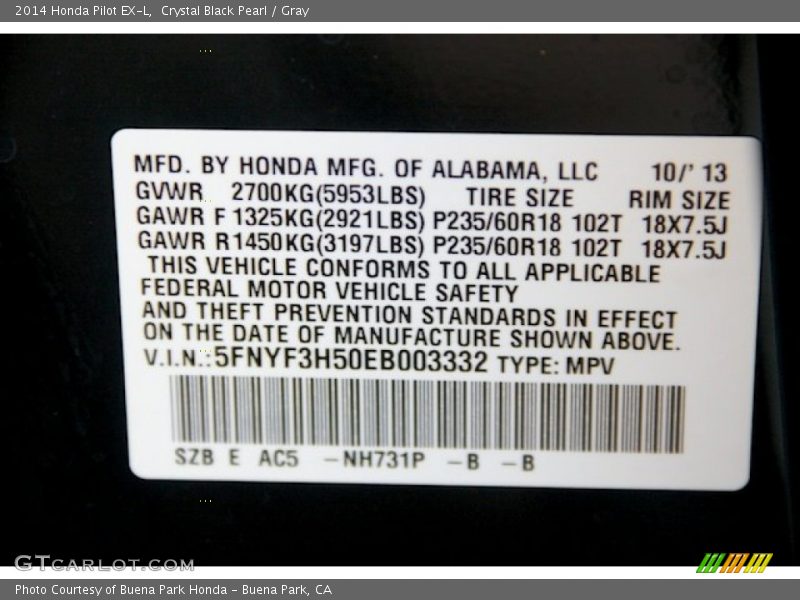 2014 Honda Pilot EX-L, Crystal Black Pearl / Gray
MFD. BY HONDA MFG. OF ALABAMA, LLC 10/' 13
GVWR 2700KG(5953LBS) TIRE SIZE RIM SIZE
GAWR F 1325KG(2921LBS) P235/60R18 102T 18X7.5J
GAWR R1450KG(3197LBS) P235/60R18 102T 18X7.5J
THIS VEHICLE CONFORMS TO ALL APPLICABLE
FEDERAL MOTOR VEHICLE SAFETY
AND THEFT PREVENTION STANDARDS IN EFFECT
ON THE DATE OF MANUFACTURE SHOWN ABOVE.
V.I.N.:5FNYF3H50EB003332 TYPE: MPV
SZB E AC5 -NH731P -B -B
GTCARLOT.COM
Photo Courtesy of Buena Park Honda - Buena Park, CA